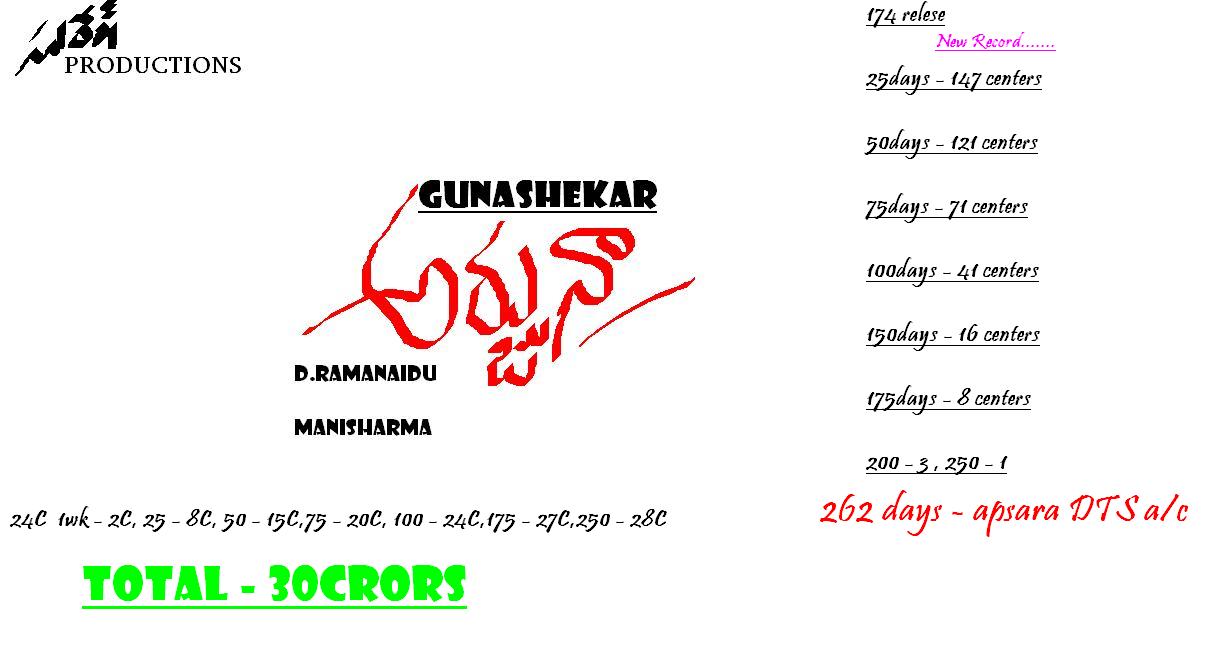 PRODUCTIONS
174 relese
New Record.......
25days - 147 centers
50days - 121 centers
75days - 71 centers
100days - 41 centers
150days - 16 centers
175days - 8 centers
200 - 3 , 250 - 1
262 days - apsara DTS a/c
GUNASHEKAR
అర్జునా
D.RAMANAIDU
MANISHARMA
24C 1wk - 2C, 25 - 8C, 50 - 15C,75 - 20C, 100 - 24C,175 - 27C,250 - 28C
TOTAL - 30CRORS